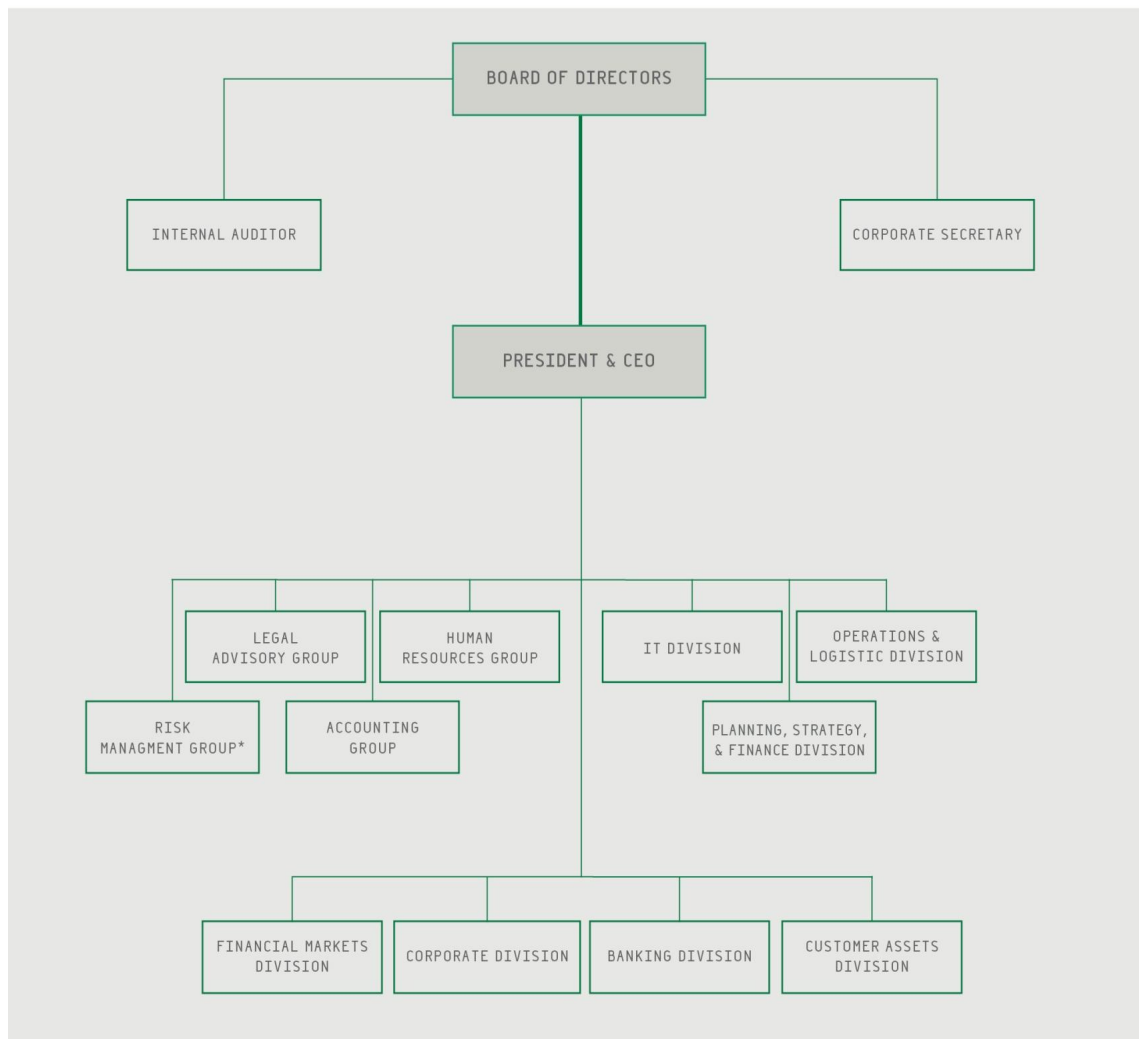 BOARD OF DIRECTORS
INTERNAL AUDITOR
CORPORATE SECRETARY
PRESIDENT & CEO
LEGAL
ADVISORY GROUP
HUMAN
RESOURCES GROUP
IT DIVISION
OPERATIONS &
LOGISTIC DIVISION
RISK
MANAGMENT GROUP*
ACCOUNTING
GROUP
PLANNING, STRATEGY,
& FINANCE DIVISION
FINANCIAL MARKETS
DIVISION
CORPORATE DIVISION
BANKING DIVISION
CUSTOMER ASSETS
DIVISION